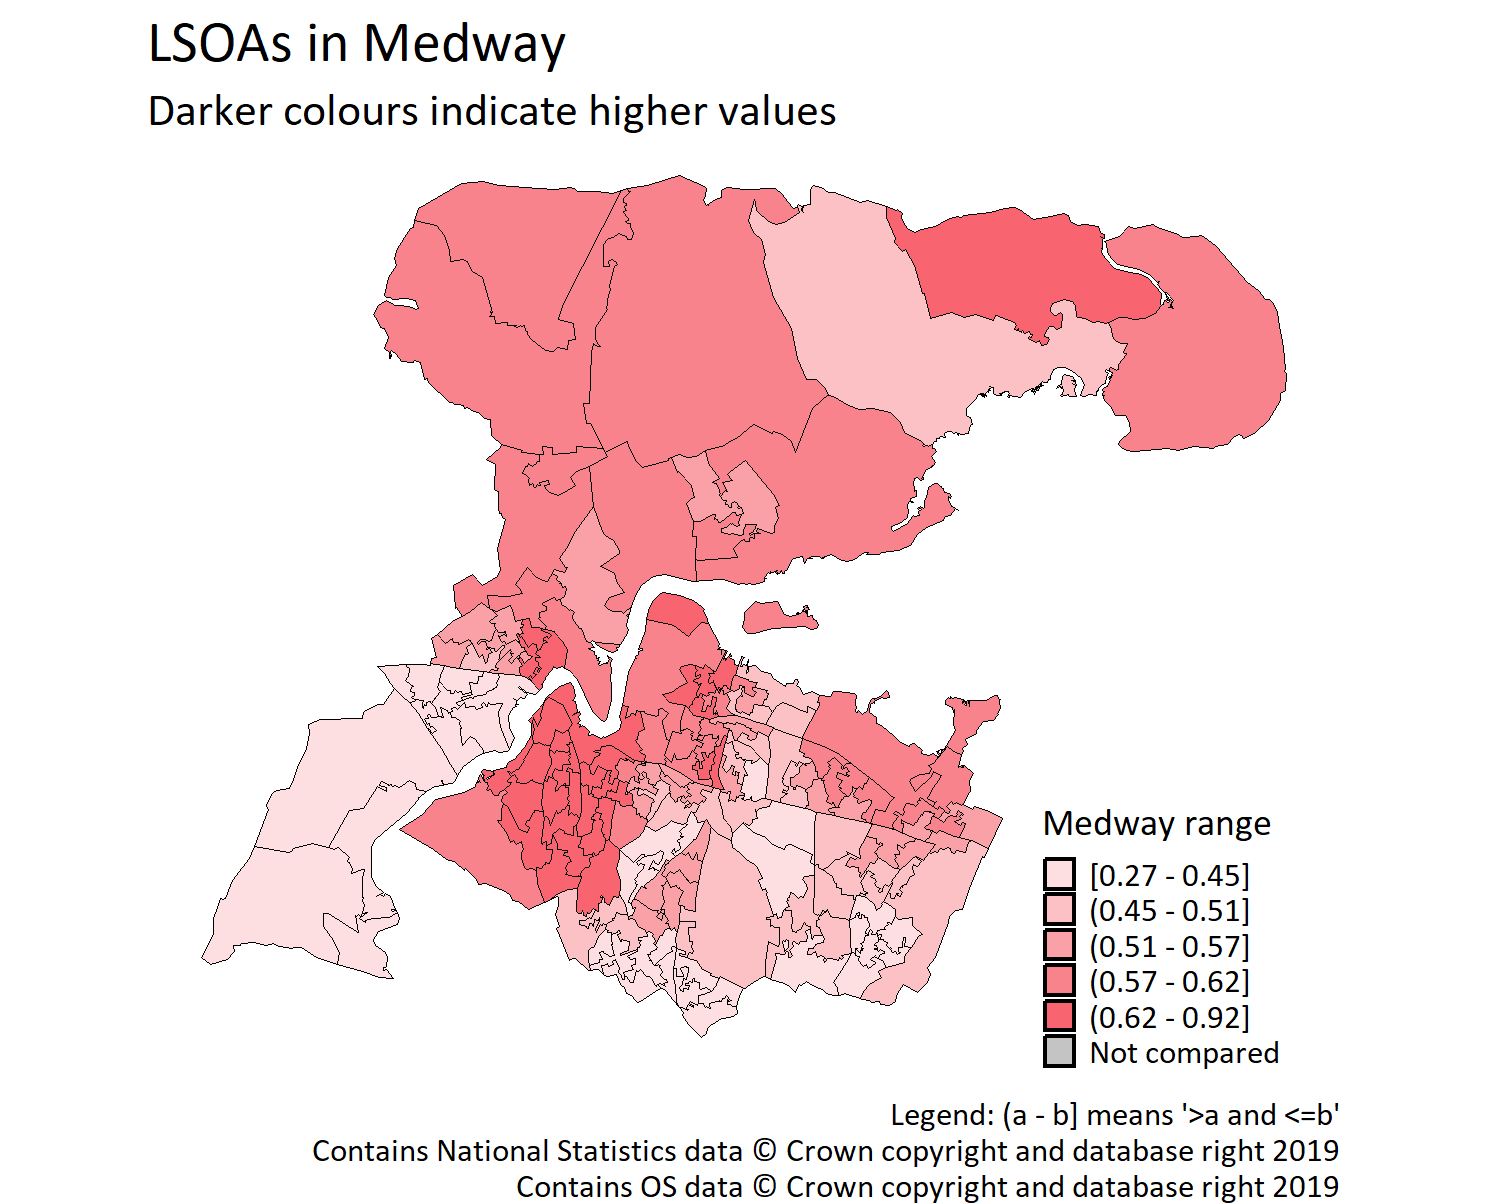 LSOAs in Medway
Darker colours indicate higher values
Medway range
[0.27 - 0.45]
(0.45 - 0.51]
(0.51 - 0.57]
(0.57 - 0.62]
(0.62 - 0.92]
Not compared
Legend: (a - b] means '>a and <=b'
Contains National Statistics data © Crown copyright and database right 2019
Contains OS data © Crown copyright and database right 2019